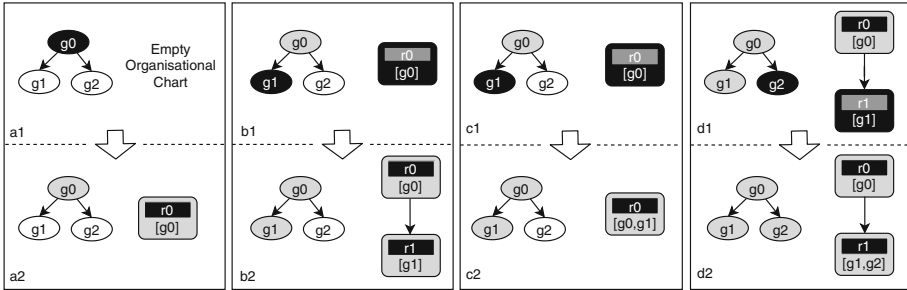 g0
g1
g2
Empty
Organisational
Chart
a1
g0
g1
g2
r0
[g0]
a2
g0
g1
g2
r0
[g0]
b1
g0
g1
g2
r0
[g0]
r1
[g1]
b2
g0
g1
g2
r0
[g0]
c1
g0
g1
g2
r0
[g0,g1]
c2
g0
g1
g2
r0
[g0]
r1
[g1]
d1
g0
g1
g2
r0
[g0]
r1
[g1,g2]
d2